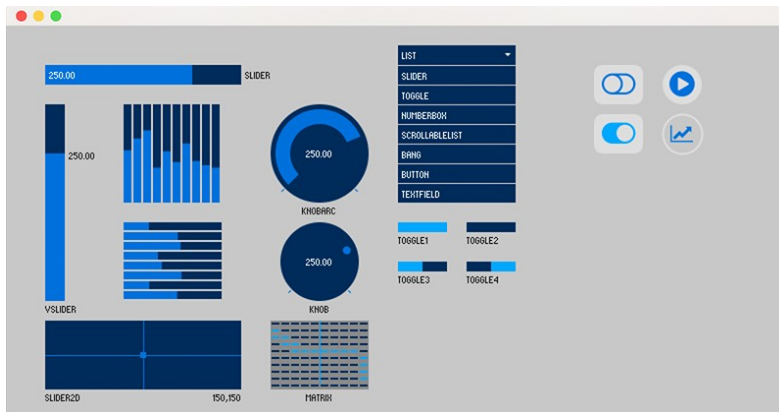 250.00
SLIDER
250.00
VSLIDER
250.00
KNOBARC
250.00
KNOB
SLIDER2D
150,150
MATRIX
LIST
SLIDER
TOGGLE
NUMBERBOX
SCROLLABLELIST
BANG
BUTTON
TEXTFIELD
TOGGLE1
TOGGLE2
TOGGLE3
TOGGLE4